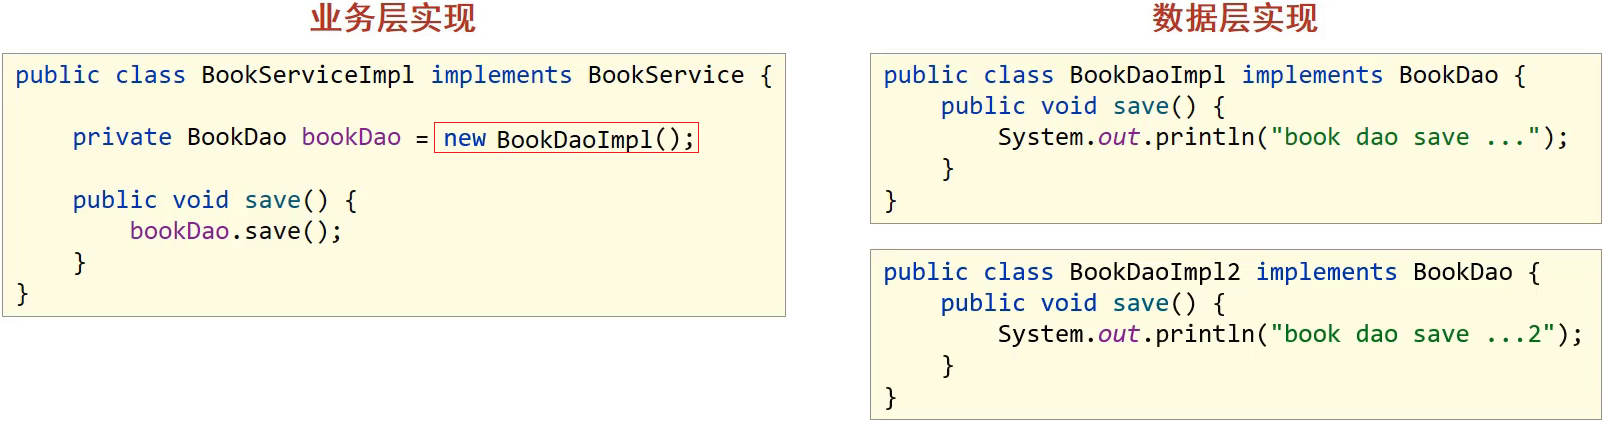 业务层实现
public class BookServiceImpl implements BookService {
private BookDao bookDao = new BookDaoImpl();
public void save() {
bookDao.save();
}
}
数据层实现
public class BookDaoImpl implements BookDao {
public void save() {
System.out.println("book dao save ...");
}
}
public class BookDaoImpl2 implements BookDao {
public void save() {
System.out.println("book dao save ...2");
}
}